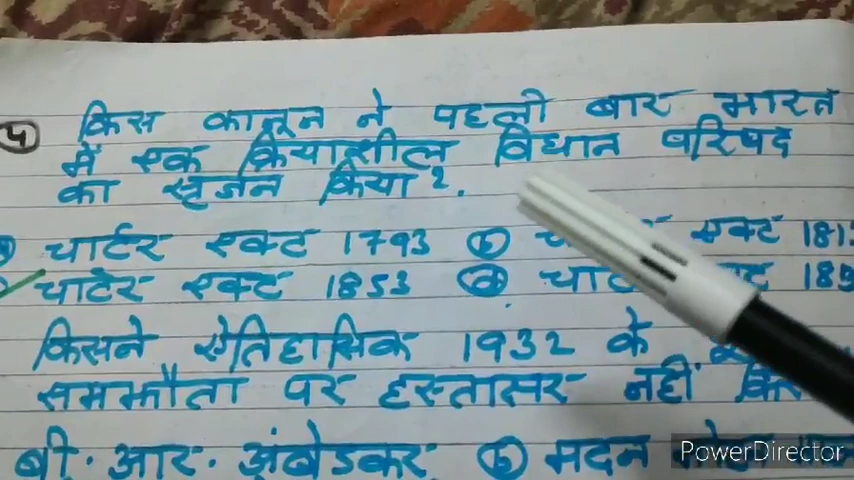 ५ किस कानून ने पहली बार भारत
में एक क्रियाशील विधान परिषद
का सृजन किया?.
चार्टर एक्ट 1793 (b) एक्ट
चार्टर एक्ट 1853 (d)
किसने ऐतिहासिक 1932 के
समझौता पर हस्ताक्षर नहीं
बी. आर. अंबेडकर (b) मदन
PowerDirector